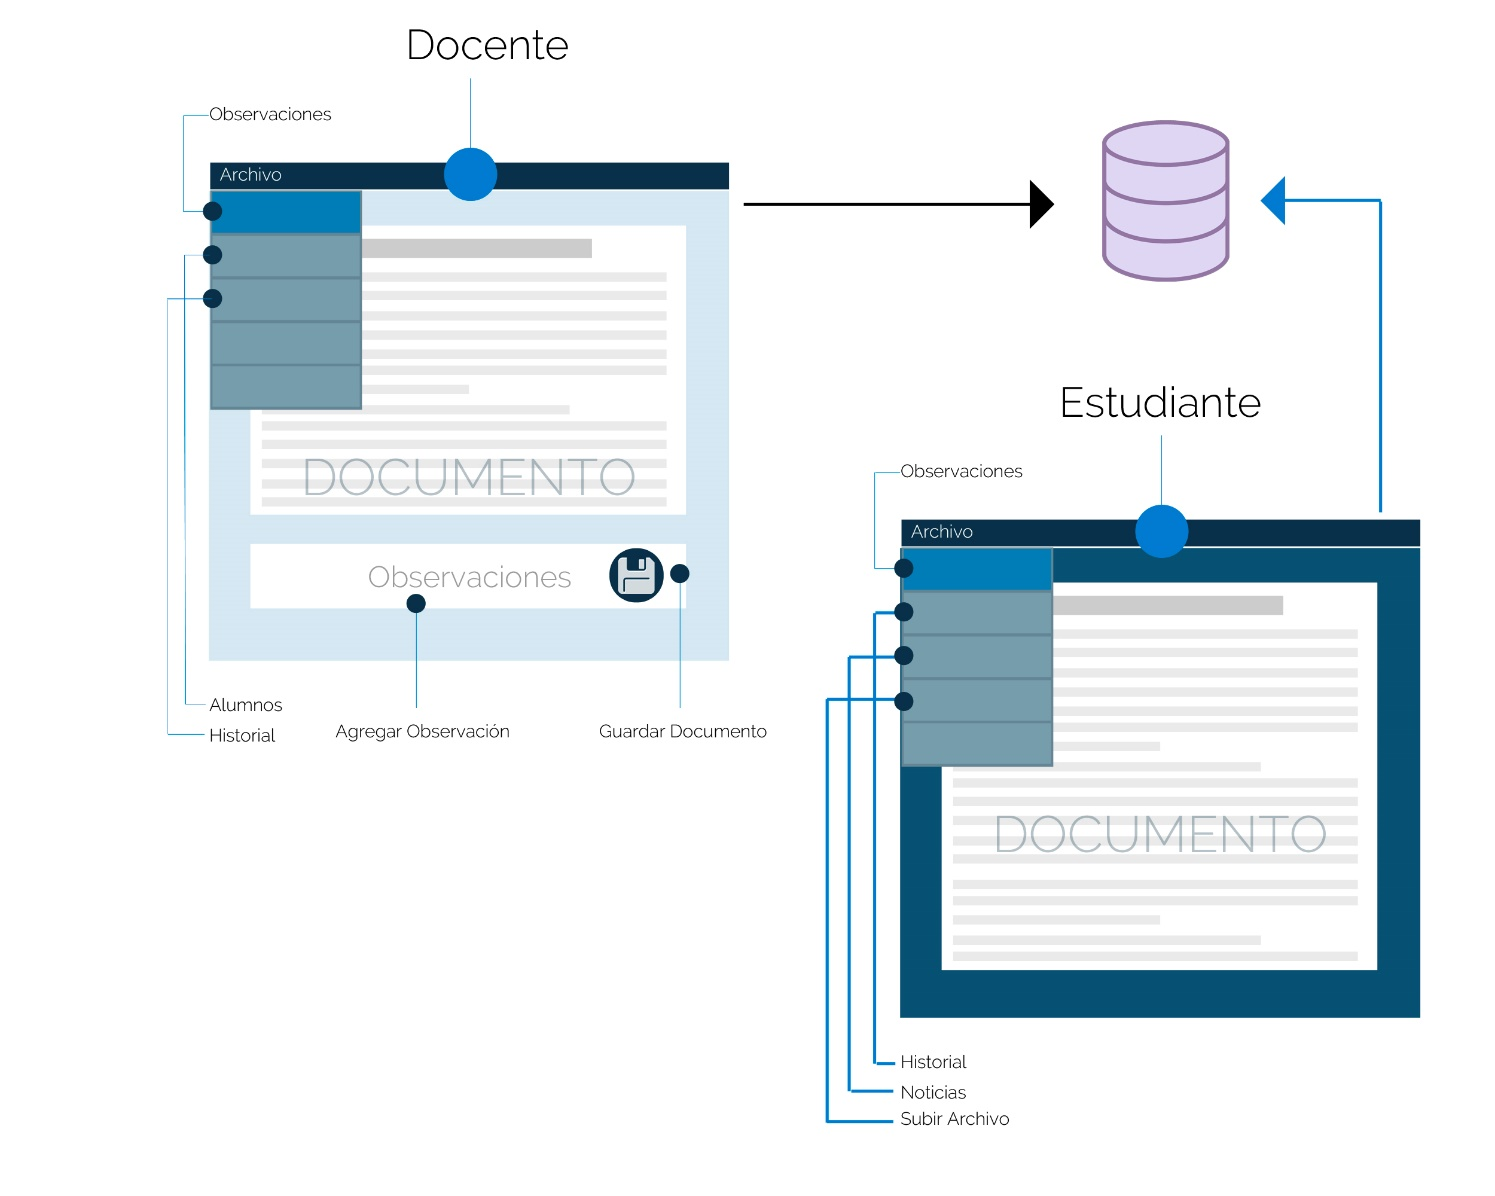 Docente
Observaciones
Archivo
DOCUMENTO
Observaciones
Alumnos
Historial
Agregar Observación
Guardar Documento
Estudiante
Observaciones
Archivo
DOCUMENTO
Historial
Noticias
Subir Archivo